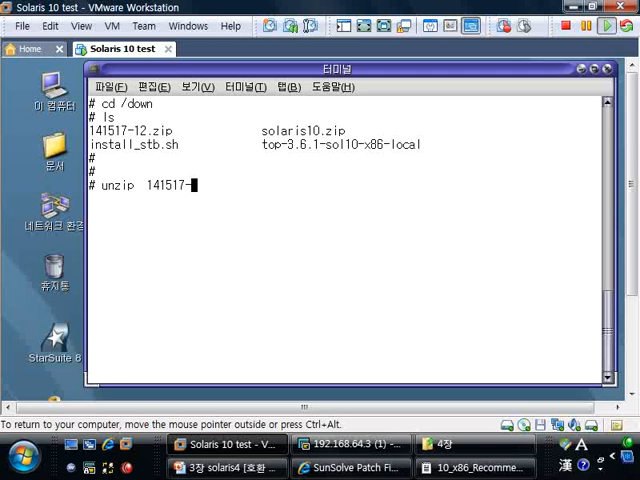 Solaris 10 test - VMware Workstation
File Edit View VM Team Windows Help
Home Solaris 10 test
터미널
파일(F) 편집(E) 보기(V) 터미널(T) 탭(B) 도움말(H)
# cd /down
# ls
141517-12.zip solaris10.zip
install_stb.sh top-3.6.1-sol10-x86-local
#
#
# unzip 141517-
이 컴퓨터
문서
네트워크 환경
휴지통
StarSuite 8
To return to your computer, move the mouse pointer outside or press Ctrl+Alt.
Solaris 10 test - V... 192.168.64.3 (1) -... 4장
3장 solaris4 [호환 ... SunSolve Patch Fi... 10_x86_Recomme...
A
漢